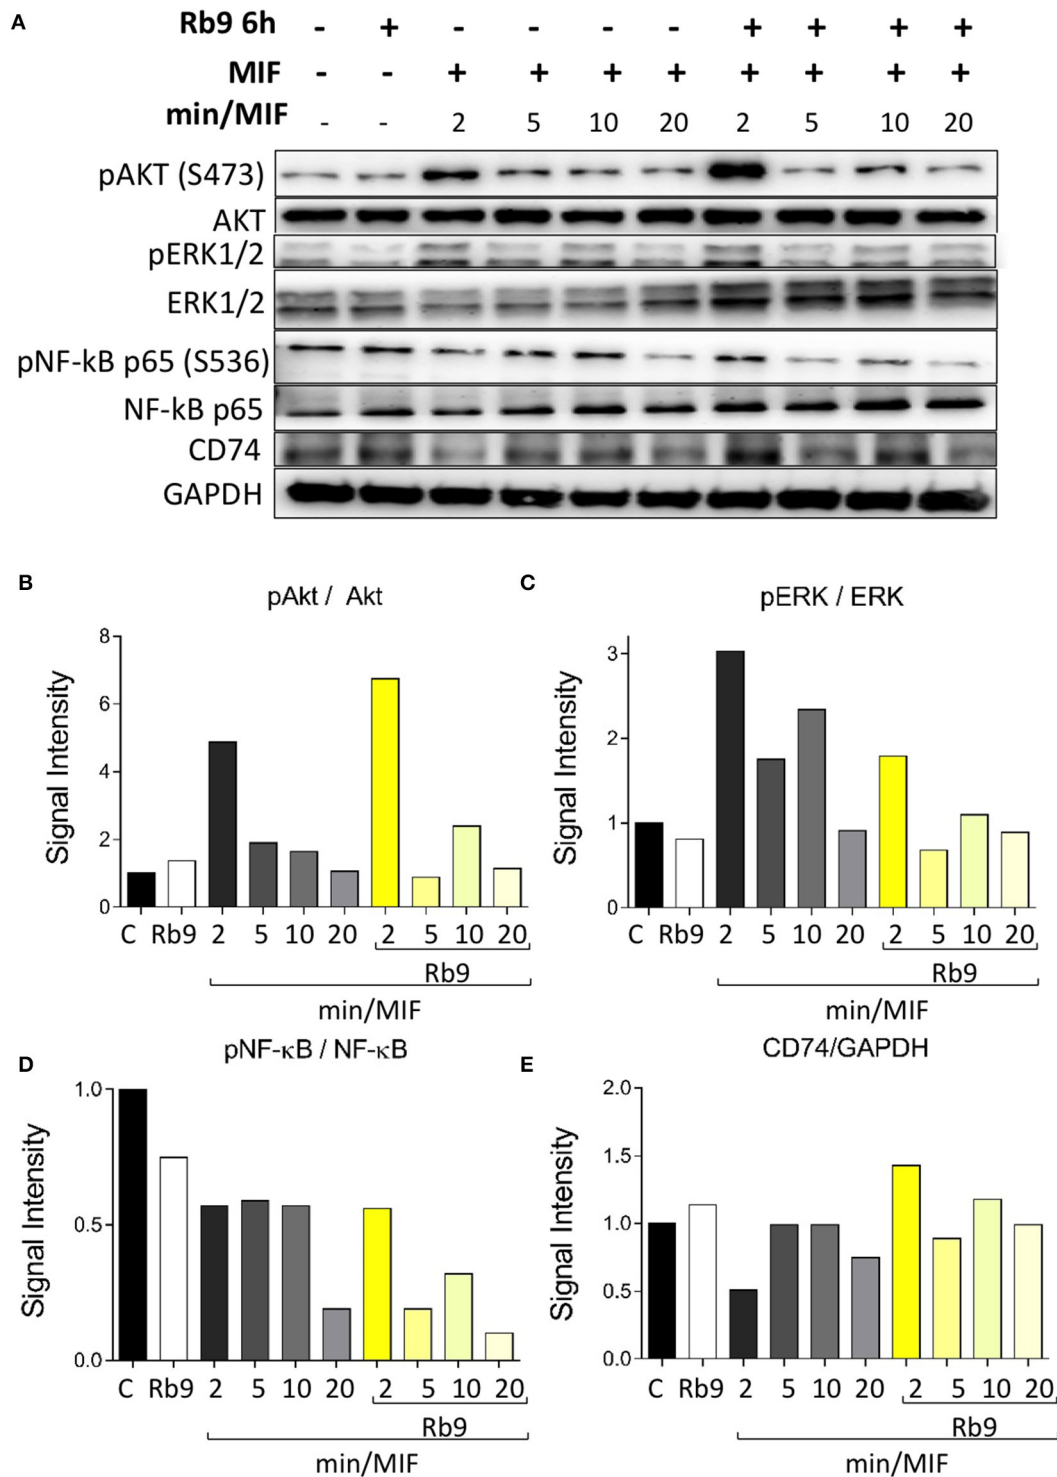 A
Rb9 6h - + - - - - + + + +
MIF - - + + + + + + + +
min/MIF - - 2 5 10 20 2 5 10 20
pAKT (S473)
AKT
pERK1/2
ERK1/2
pNF-kB p65 (S536)
NF-kB p65
CD74
GAPDH
B
pAkt / Akt
Signal Intensity
8
6
4
2
0
C Rb9 2 5 10 20 2 5 10 20
Rb9
min/MIF
C
pERK / ERK
Signal Intensity
3
2
1
0
C Rb9 2 5 10 20 2 5 10 20
Rb9
min/MIF
D
pNF-κB / NF-κB
Signal Intensity
1.0
0.5
0.0
C Rb9 2 5 10 20 2 5 10 20
Rb9
min/MIF
E
CD74/GAPDH
Signal Intensity
2.0
1.5
1.0
0.5
0.0
C Rb9 2 5 10 20 2 5 10 20
Rb9
min/MIF